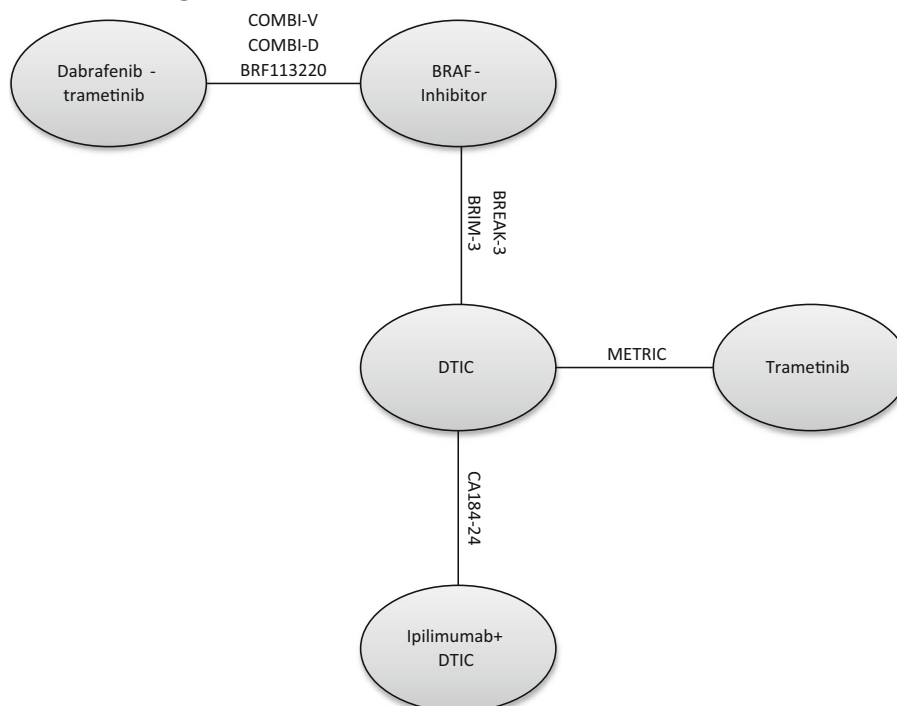 COMBI-V
COMBI-D
BRF113220
Dabrafenib -
trametinib
BRAF-
Inhibitor
BREAK-3
BRIM-3
DTIC
METRIC
Trametinib
CA184-24
Ipilimumab+
DTIC